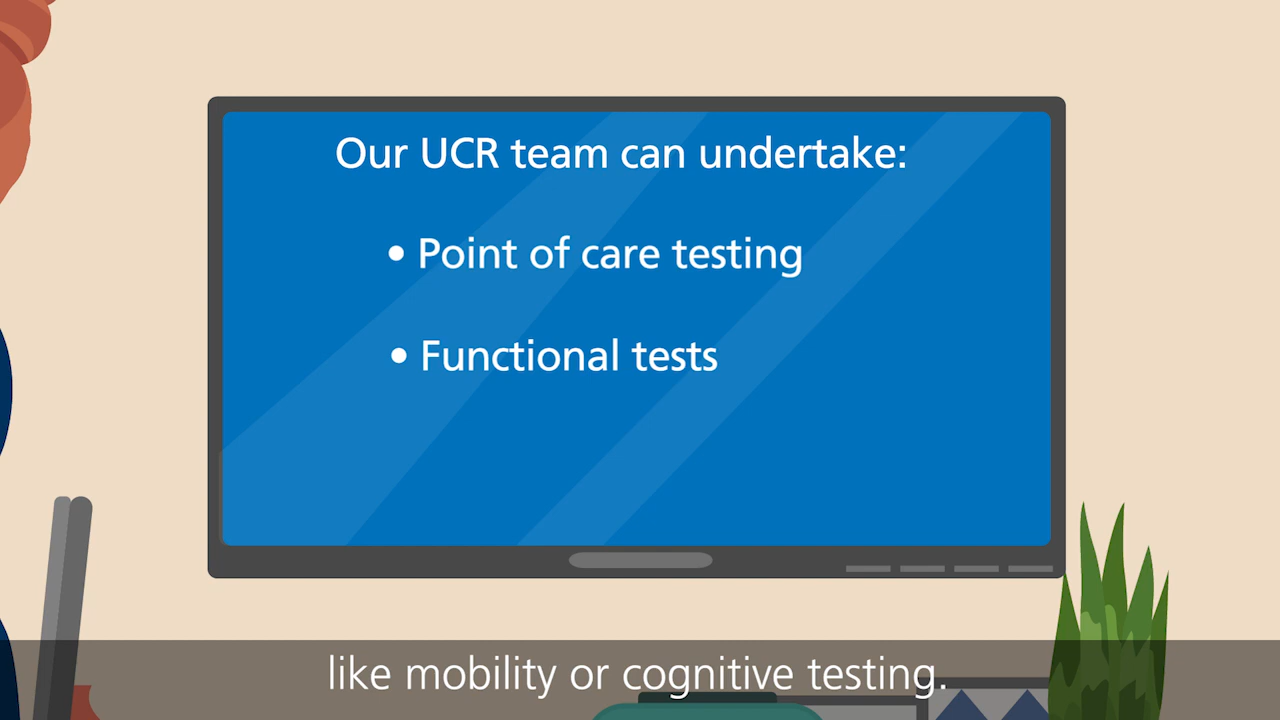 Our UCR team can undertake:
• Point of care testing
• Functional tests
like mobility or cognitive testing.